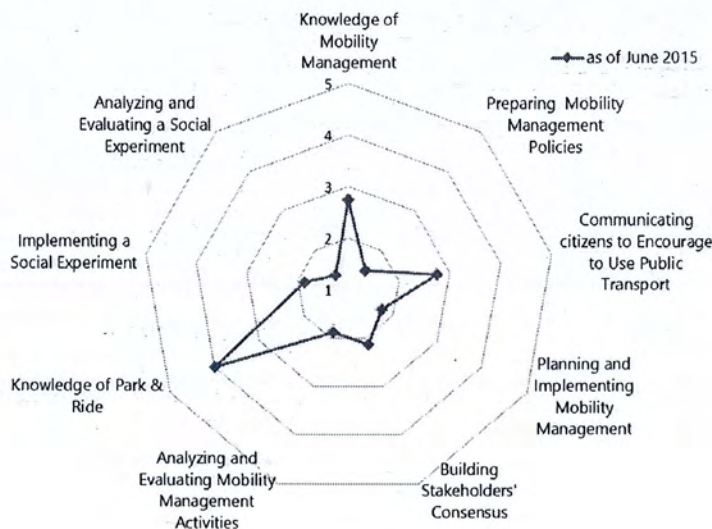 Knowledge of
Mobility
Management
as of June 2015
5
4
3
2
1
Preparing Mobility
Management
Policies
Communicating
citizens to Encourage
to Use Public
Transport
Planning and
Implementing
Mobility
Management
Building
Stakeholders'
Consensus
Analyzing and
Evaluating Mobility
Management
Activities
Knowledge of Park &
Ride
Implementing a
Social Experiment
Analyzing and
Evaluating a Social
Experiment